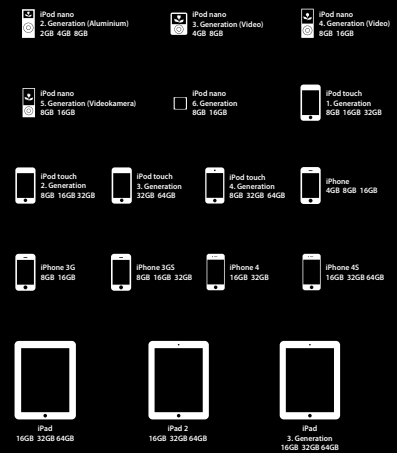 iPod nano
2. Generation (Aluminium)
2GB 4GB 8GB
iPod nano
3. Generation (Video)
4GB 8GB
iPod nano
4. Generation (Video)
8GB 16GB
iPod nano
5. Generation (Videokamera)
8GB 16GB
iPod nano
6. Generation
8GB 16GB
iPod touch
1. Generation
8GB 16GB 32GB
iPod touch
2. Generation
8GB 16GB 32GB
iPod touch
3. Generation
32GB 64GB
iPod touch
4. Generation
8GB 32GB 64GB
iPhone
4GB 8GB 16GB
iPhone 3G
8GB 16GB
iPhone 3GS
8GB 16GB 32GB
iPhone 4
16GB 32GB
iPhone 4S
16GB 32GB 64GB
iPad
16GB 32GB 64GB
iPad 2
16GB 32GB 64GB
iPad
3. Generation
16GB 32GB 64GB